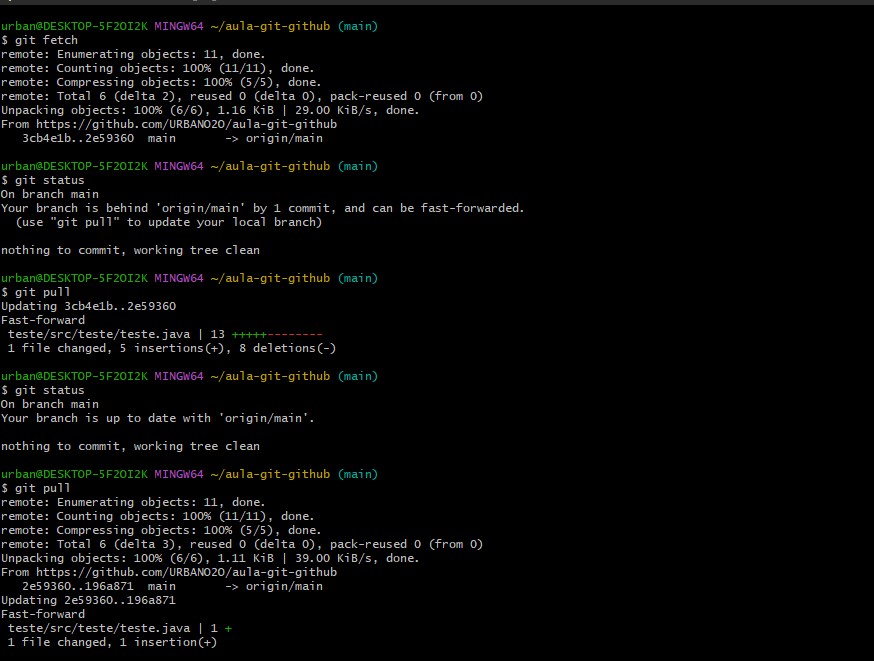 urban@DESKTOP-5F2OI2K MINGW64 ~/aula-git-github (main)
$ git fetch
remote: Enumerating objects: 11, done.
remote: Counting objects: 100% (11/11), done.
remote: Compressing objects: 100% (5/5), done.
remote: Total 6 (delta 2), reused 0 (delta 0), pack-reused 0 (from 0)
Unpacking objects: 100% (6/6), 1.16 KiB | 29.00 KiB/s, done.
From https://github.com/URBANO20/aula-git-github
   3cb4e1b..2e59360  main       -> origin/main
urban@DESKTOP-5F2OI2K MINGW64 ~/aula-git-github (main)
$ git status
On branch main
Your branch is behind 'origin/main' by 1 commit, and can be fast-forwarded.
  (use "git pull" to update your local branch)
nothing to commit, working tree clean
urban@DESKTOP-5F2OI2K MINGW64 ~/aula-git-github (main)
$ git pull
Updating 3cb4e1b..2e59360
Fast-forward
 teste/src/teste/teste.java | 13 +++++--------
 1 file changed, 5 insertions(+), 8 deletions(-)
urban@DESKTOP-5F2OI2K MINGW64 ~/aula-git-github (main)
$ git status
On branch main
Your branch is up to date with 'origin/main'.
nothing to commit, working tree clean
urban@DESKTOP-5F2OI2K MINGW64 ~/aula-git-github (main)
$ git pull
remote: Enumerating objects: 11, done.
remote: Counting objects: 100% (11/11), done.
remote: Compressing objects: 100% (5/5), done.
remote: Total 6 (delta 3), reused 0 (delta 0), pack-reused 0 (from 0)
Unpacking objects: 100% (6/6), 1.11 KiB | 39.00 KiB/s, done.
From https://github.com/URBANO20/aula-git-github
   2e59360..196a871  main       -> origin/main
Updating 2e59360..196a871
Fast-forward
 teste/src/teste/teste.java | 1 +
 1 file changed, 1 insertion(+)